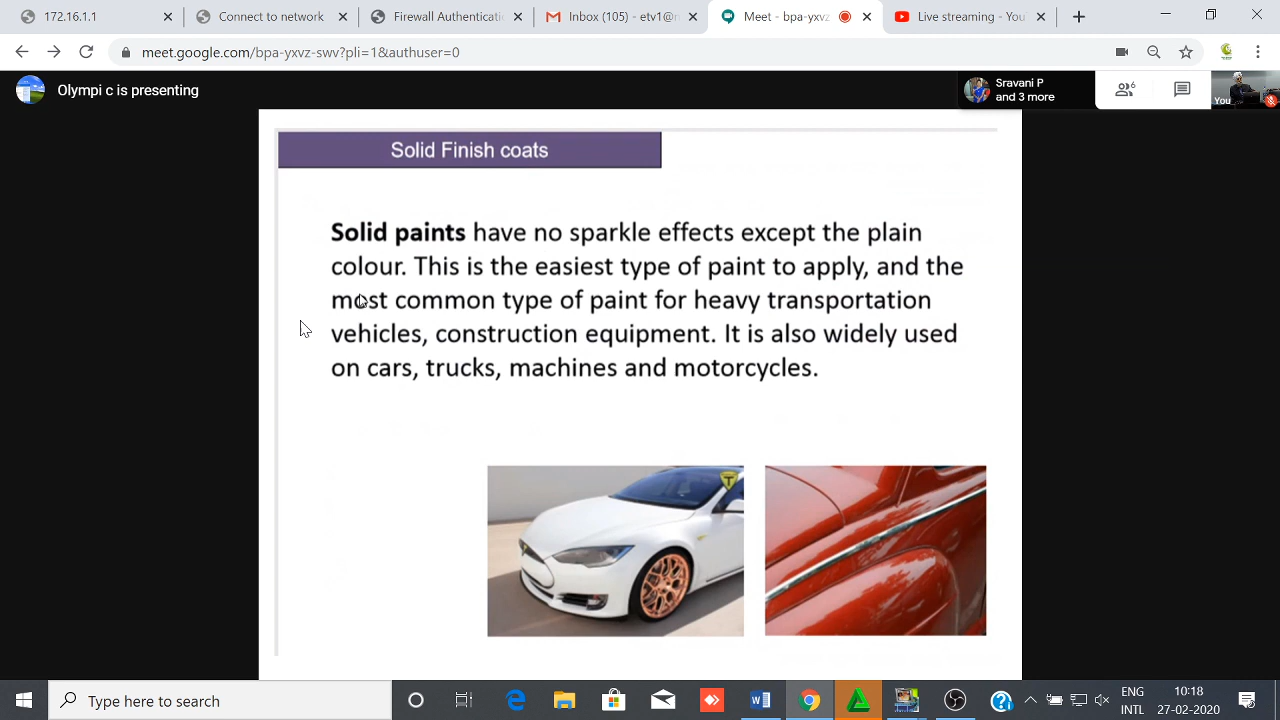 172.16.1.1
Connect to network
Firewall Authenticati
Inbox (105) - tv1@n
Meet - bpa-yxvz
Live streaming - You
meet.google.com/bpa-yxvz-swv?pli=1&authuser=0
Olympi c is presenting
Sravani P
and 3 more
6
You
Solid Finish coats
Solid paints have no sparkle effects except the plain
colour. This is the easiest type of paint to apply, and the
most common type of paint for heavy transportation
vehicles, construction equipment. It is also widely used
on cars, trucks, machines and motorcycles.
T
Type here to search
ENG
INTL
10:18
27-02-2020